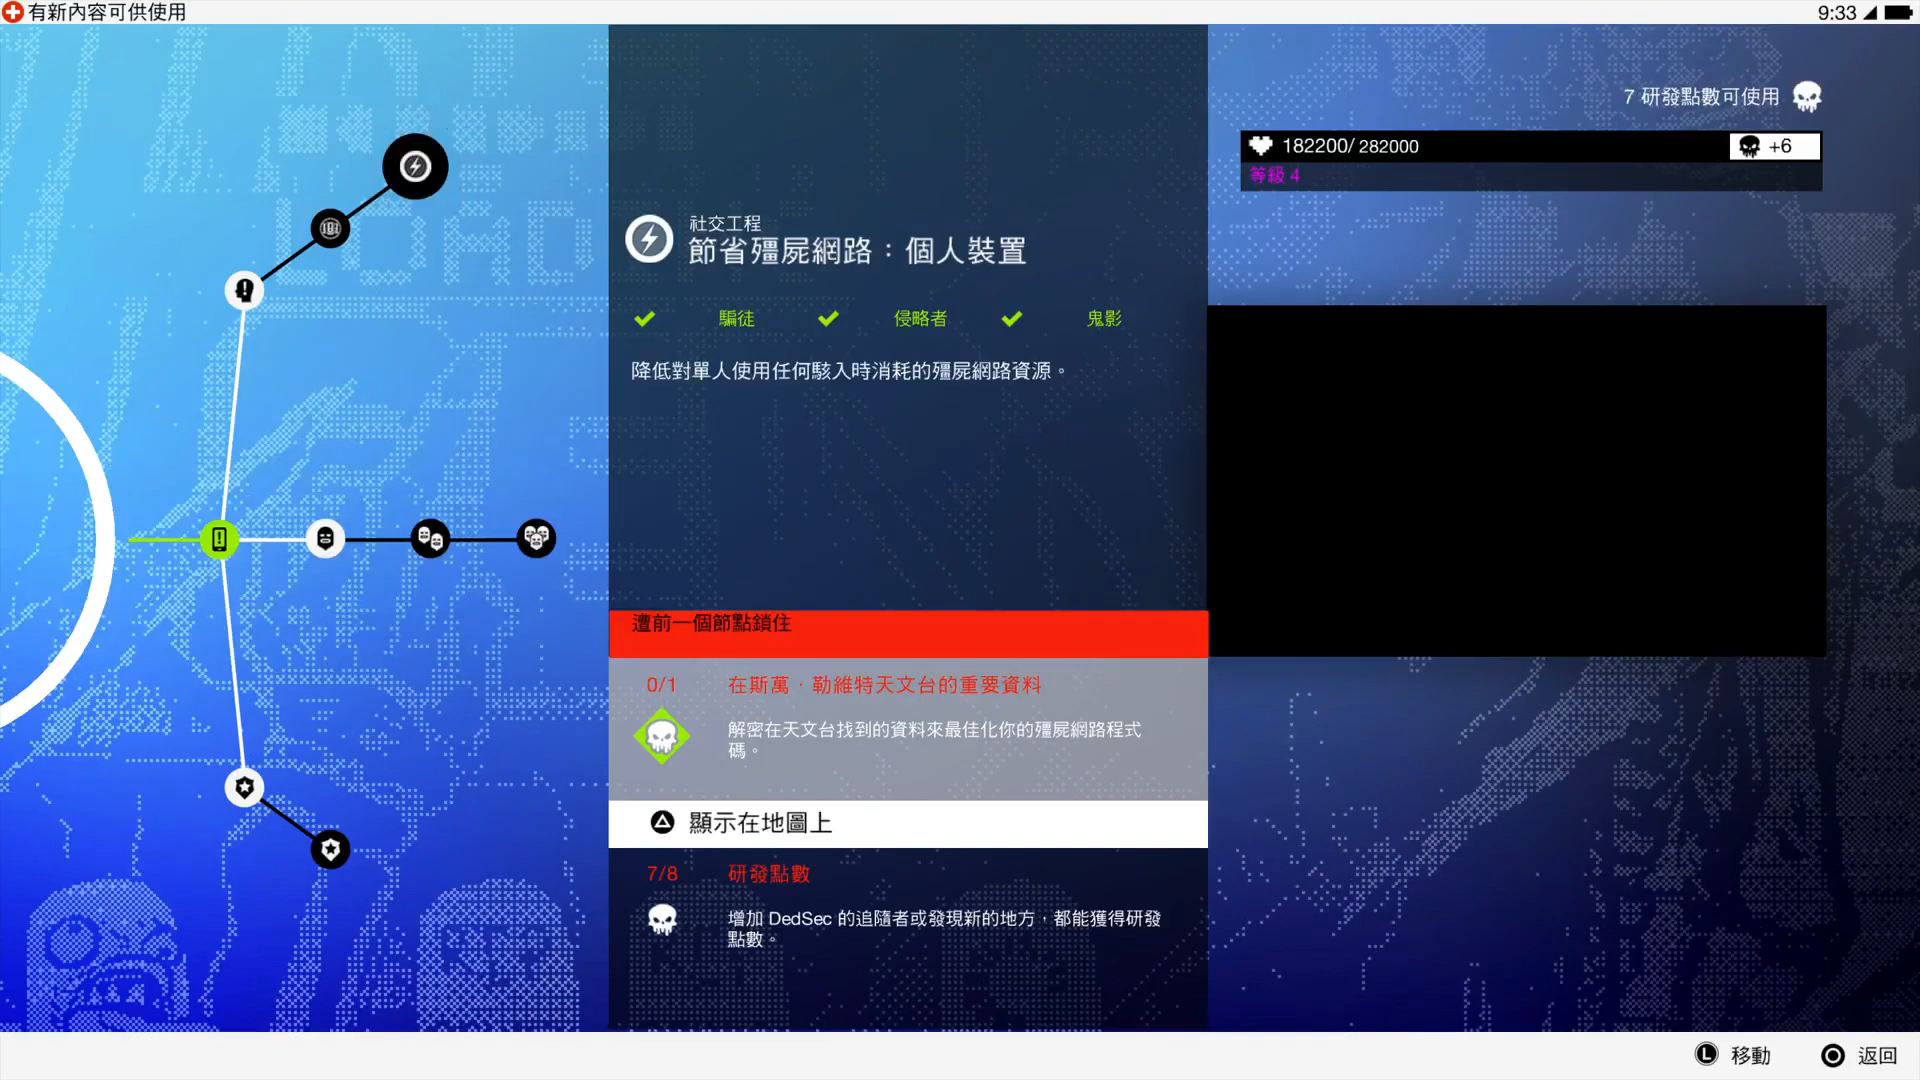 有新內容可供使用
9:33
7 研發點數可使用
182200/282000
+6
等級 4
社交工程
節省殭屍網路：個人裝置
騙徒
侵略者
鬼影
降低對單人使用任何駭入時消耗的殭屍網路資源。
遭前一個節點鎖住
0/1 在斯萬·勒維特天文台的重要資料
解密在天文台找到的資料來最佳化你的殭屍網路程式
碼。
顯示在地圖上
7/8 研發點數
增加 DedSec 的追隨者或發現新的地方，都能獲得研發
點數。
L 移動
返回